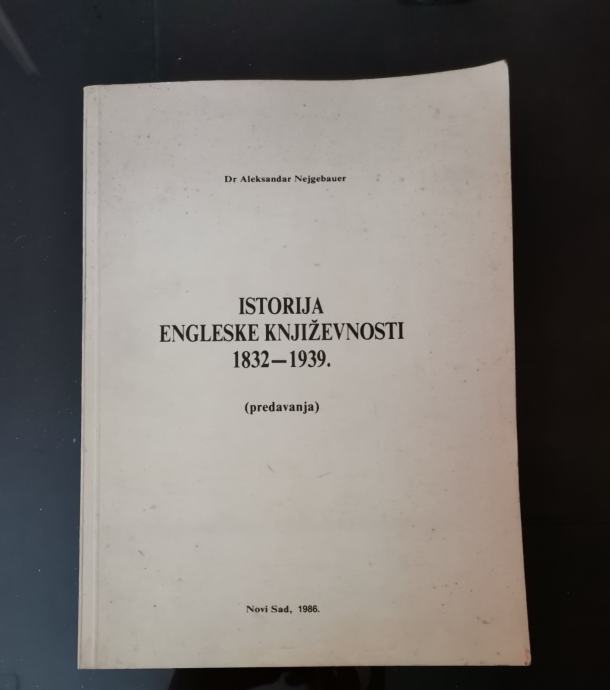 Dr Aleksandar Nejgebauer
ISTORIJA
ENGLESKE KNJIŽEVNOSTI
1832—1939.
(predavanja)
Novi Sad, 1986.